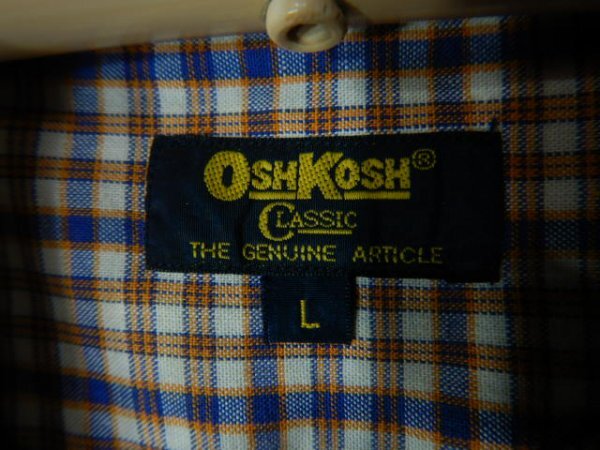 OSHKOSH®
CLASSIC
THE GENUINE ARTICLE
L